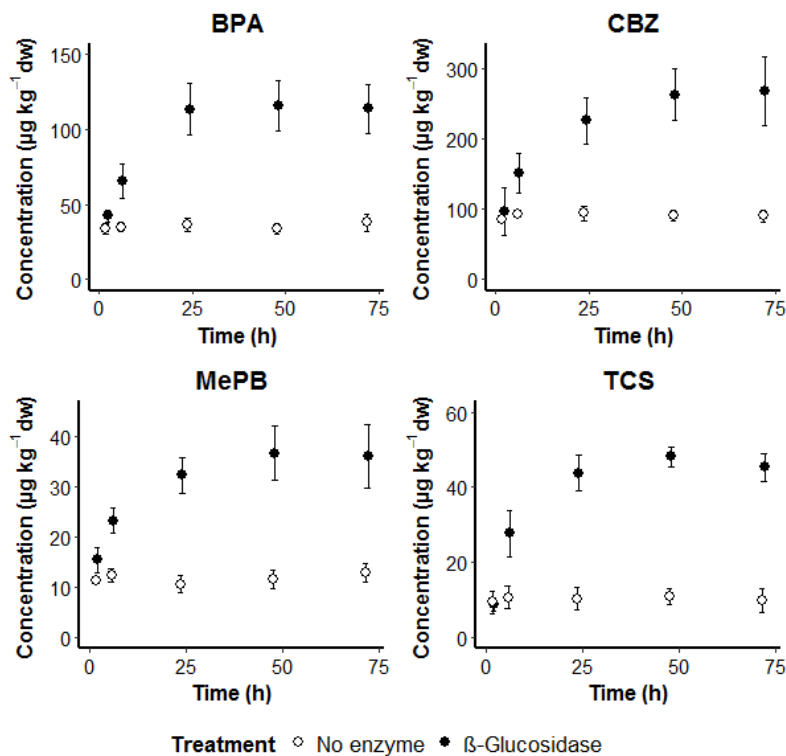 BPA
CBZ
Concentration (µg kg⁻¹ dw)
150
100
50
0
0 25 50 75
Time (h)
Concentration (µg kg⁻¹ dw)
300
200
100
0
0 25 50 75
Time (h)
MePB
TCS
Concentration (µg kg⁻¹ dw)
40
30
20
10
0
0 25 50 75
Time (h)
Concentration (µg kg⁻¹ dw)
60
40
20
0
0 25 50 75
Time (h)
Treatment No enzyme ß-Glucosidase